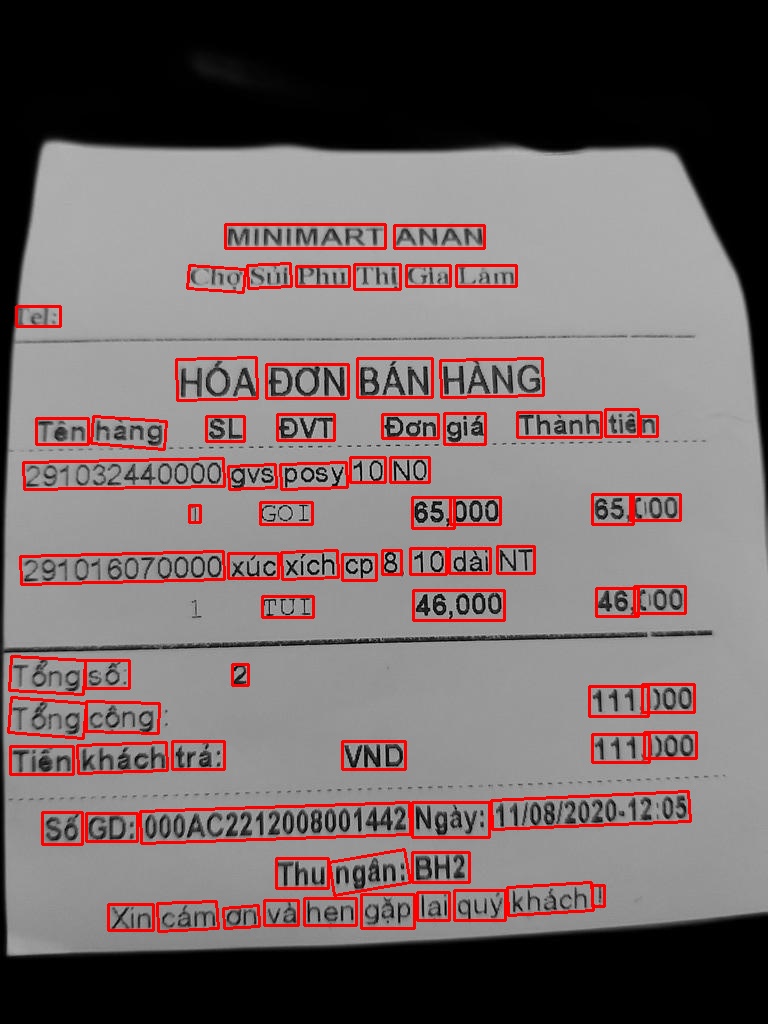 MINIMART ANAN
Chợ Sủi Phu Thị Gia Lâm
Tel:
HÓA ĐƠN BÁN HÀNG
Tên hàng SL ĐVT Đơn giá Thành tiền
291032440000 gvs posy 10 N0
1 GOI 65,000 65,000
291016070000 xúc xích cp 8 10 dài NT
1 TUI 46,000 46,000
Tổng số: 2
Tổng cộng : 111,000
Tiền khách trả: VND 111,000
Số GD: 000AC2212008001442 Ngày: 11/08/2020-12:05
Thu ngân: BH2
Xin cám ơn và hen gặp lai quý khách !